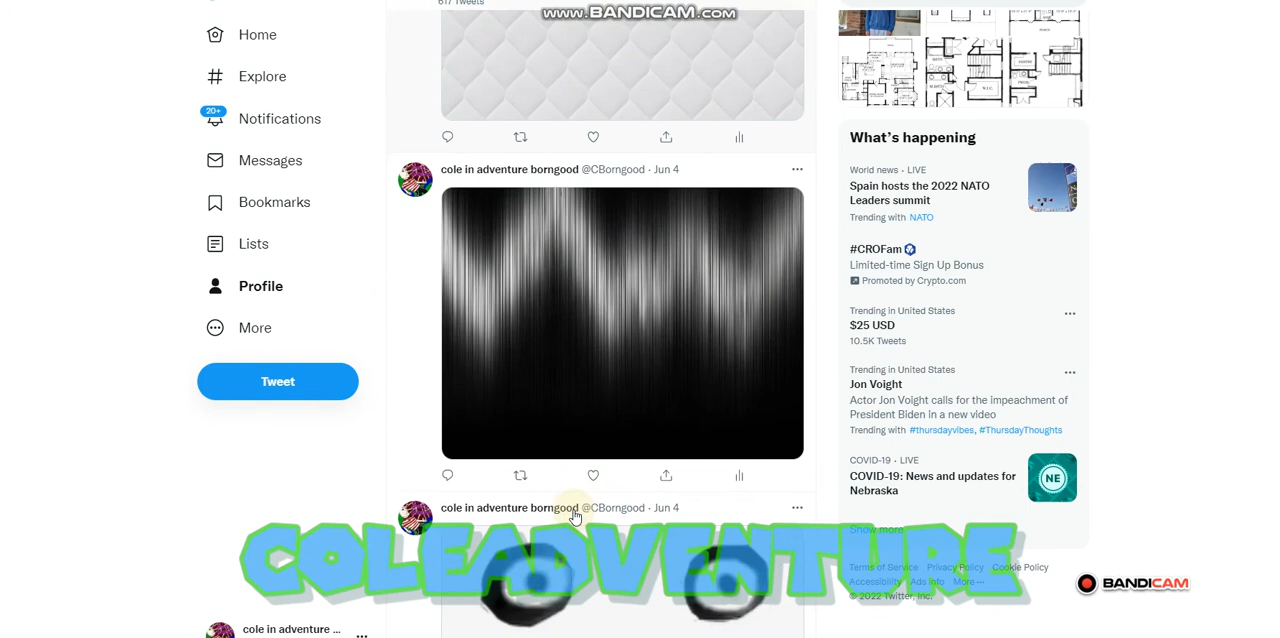 617 Tweets
WWW.BANDICAM.COM
Home
Explore
20+
Notifications
Messages
Bookmarks
Lists
Profile
More
Tweet
cole in adventure ...
cole in adventure borngood @CBorngood · Jun 4
cole in adventure borngood @CBorngood · Jun 4
COLEADVENTURE
What's happening
World news · LIVE
Spain hosts the 2022 NATO
Leaders summit
Trending with NATO
#CROFam
Limited-time Sign Up Bonus
Promoted by Crypto.com
Trending in United States
$25 USD
10.5K Tweets
Trending in United States
Jon Voight
Actor Jon Voight calls for the impeachment of
President Biden in a new video
Trending with #thursdayvibes, #ThursdayThoughts
COVID-19 · LIVE
COVID-19: News and updates for
Nebraska
NE
Show more
Terms of Service Privacy Policy Cookie Policy
Accessibility Ads info More ···
© 2022 Twitter, Inc.
BANDICAM